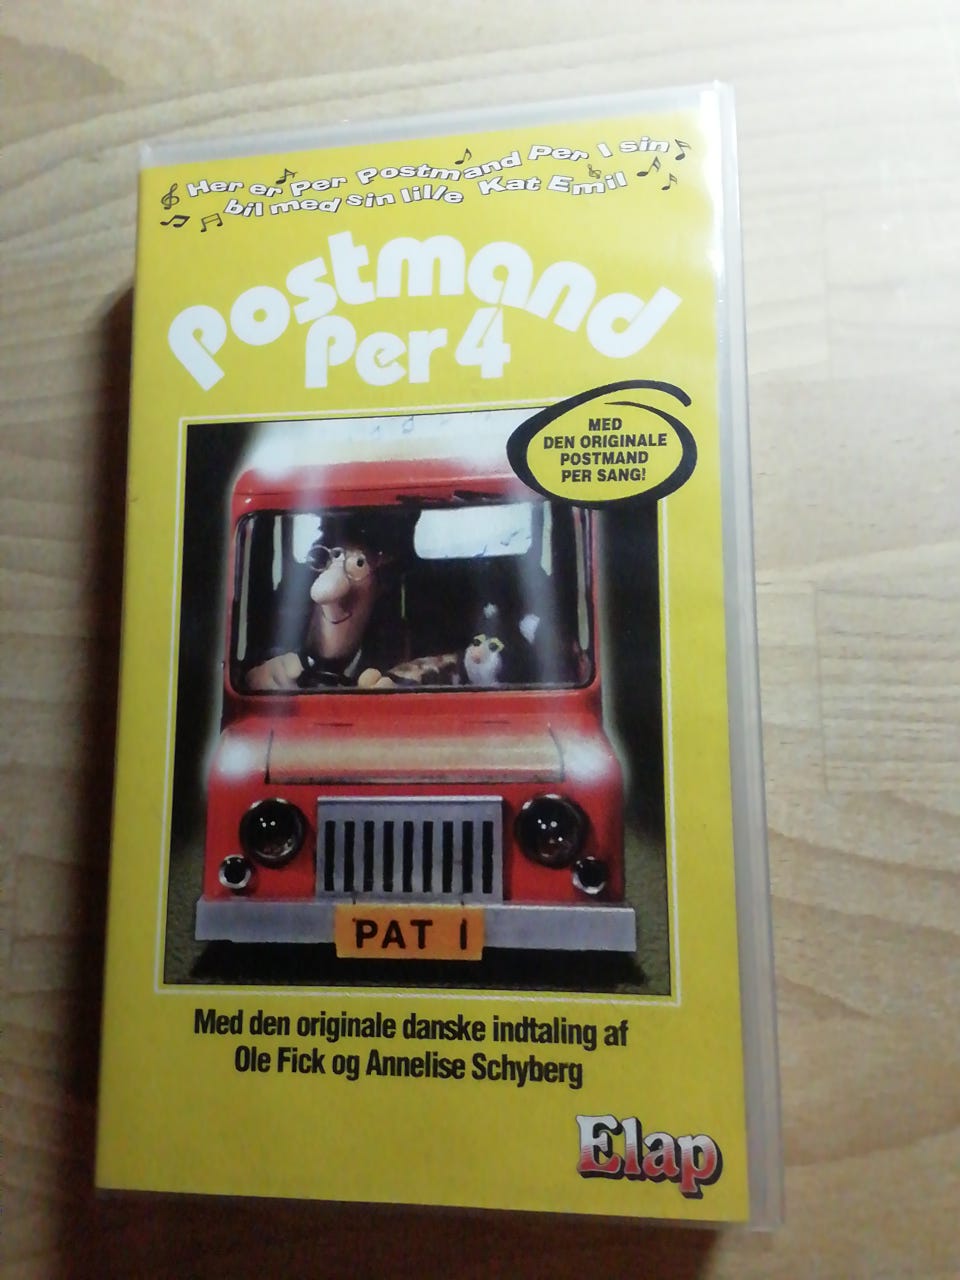 Her er Per Postmand Per I sin
bil med sin lille Kat Emil
Postmand
Per 4
MED
DEN ORIGINALE
POSTMAND
PER SANG!
PAT 1
Med den originale danske indtaling af
Ole Fick og Annelise Schyberg
Elap